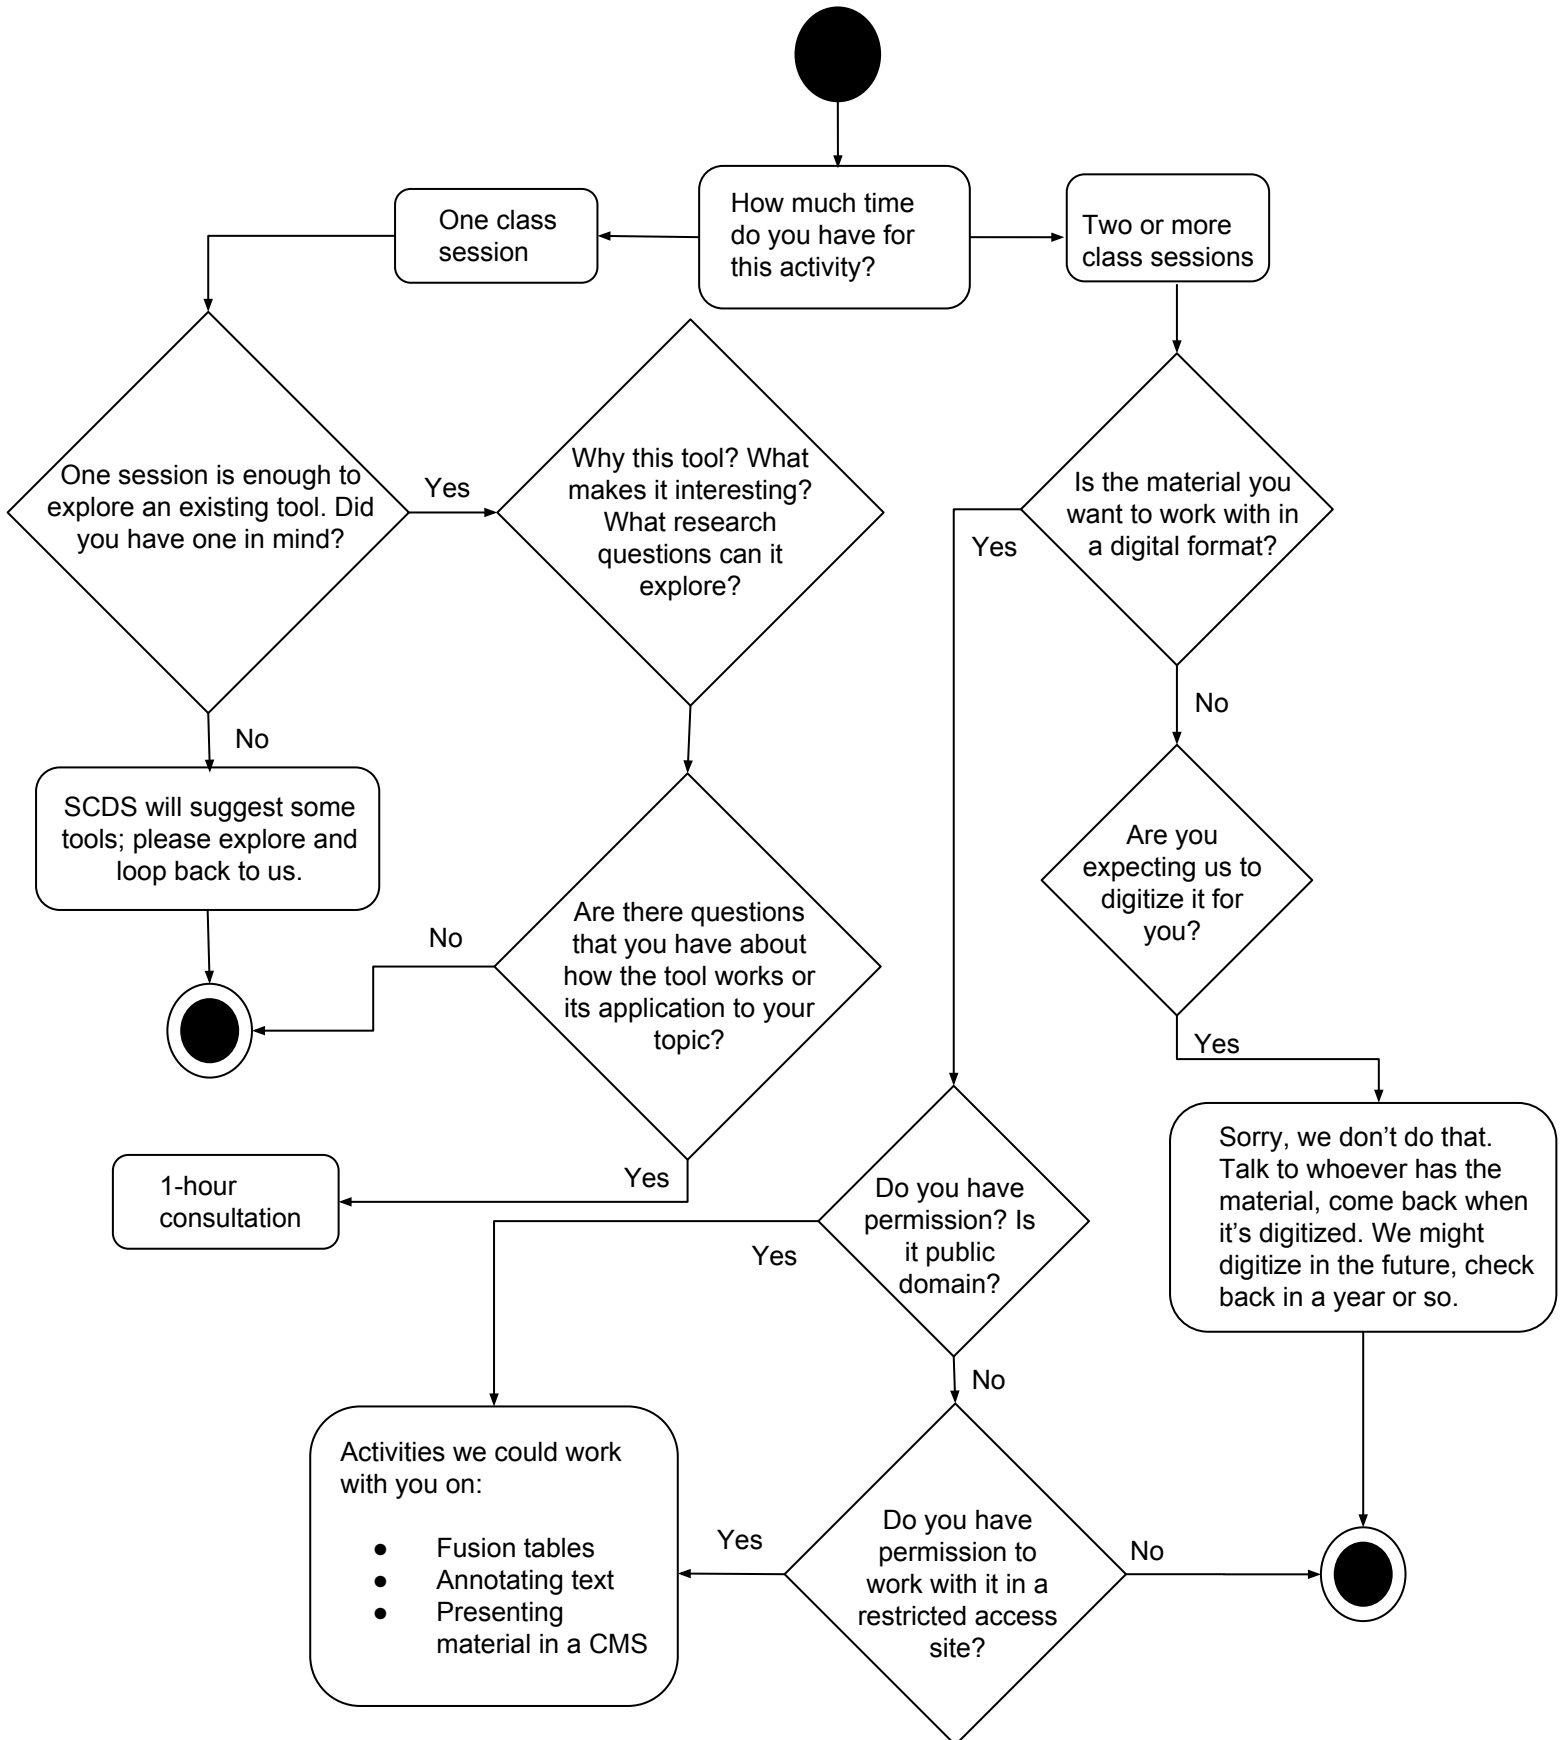 How much time
do you have for
this activity?
One class
session
Two or more
class sessions
One session is enough to
explore an existing tool. Did
you have one in mind?
Yes
Why this tool? What
makes it interesting?
What research
questions can it
explore?
Is the material you
want to work with in
a digital format?
Yes
No
No
SCDS will suggest some
tools; please explore and
loop back to us.
Are you
expecting us to
digitize it for
you?
Are there questions
that you have about
how the tool works or
its application to your
topic?
No
Yes
Yes
1-hour
consultation
Sorry, we don’t do that.
Talk to whoever has the
material, come back when
it’s digitized. We might
digitize in the future, check
back in a year or so.
Do you have
permission? Is
it public
domain?
Yes
No
Activities we could work
with you on:
● Fusion tables
● Annotating text
● Presenting
material in a CMS
Yes
Do you have
permission to
work with it in a
restricted access
site?
No